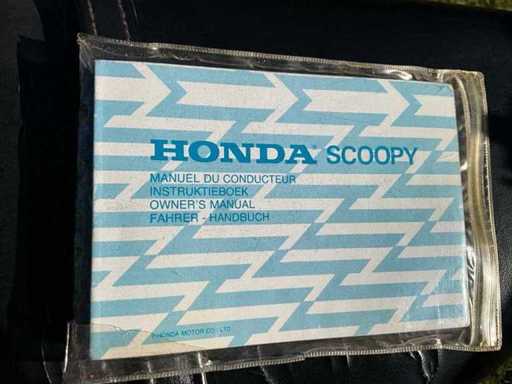 HONDA SCOOPY
MANUEL DU CONDUCTEUR
INSTRUKTIEBOEK
OWNER'S MANUAL
FAHRER - HANDBUCH
HONDA MOTOR CO., LTD.